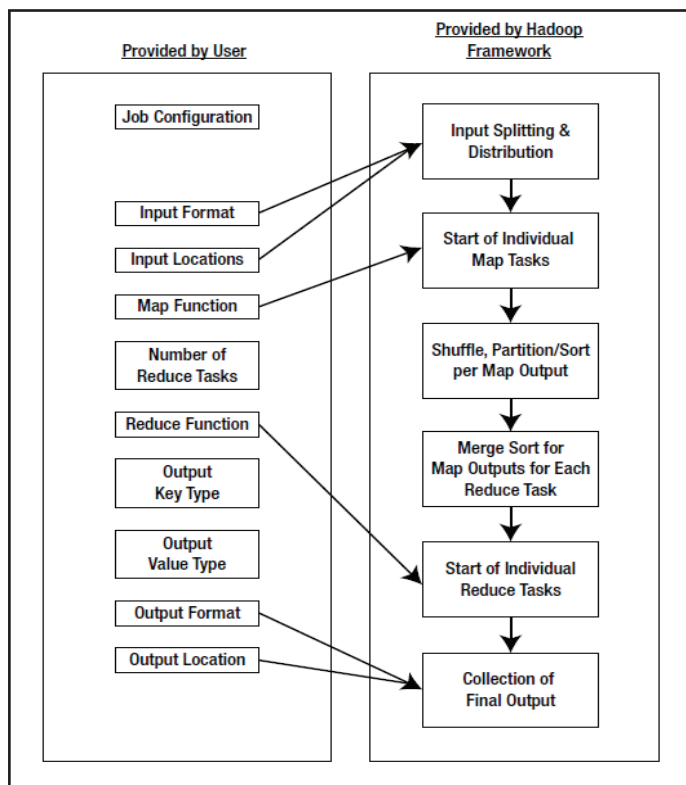 Provided by User
Job Configuration
Input Format
Input Locations
Map Function
Number of
Reduce Tasks
Reduce Function
Output
Key Type
Output
Value Type
Output Format
Output Location
Provided by Hadoop
Framework
Input Splitting &
Distribution
Start of Individual
Map Tasks
Shuffle, Partition/Sort
per Map Output
Merge Sort for
Map Outputs for Each
Reduce Task
Start of Individual
Reduce Tasks
Collection of
Final Output